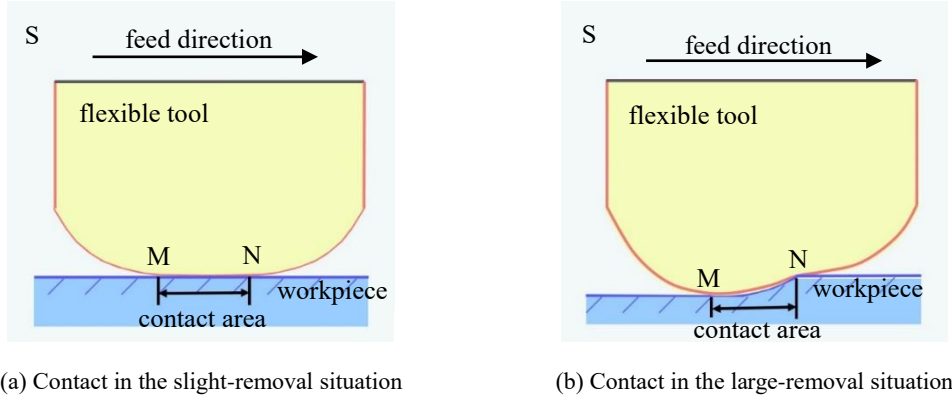 S
feed direction
flexible tool
M
N
workpiece
contact area
(a) Contact in the slight-removal situation
S
feed direction
flexible tool
M
N
workpiece
contact area
(b) Contact in the large-removal situation